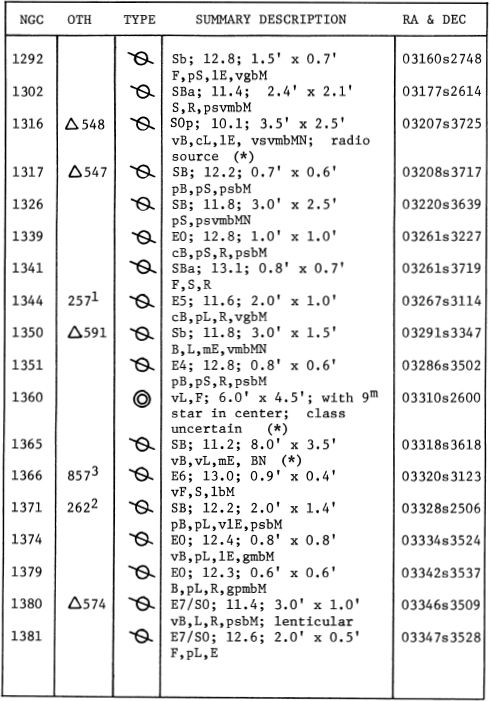 NGC OTH TYPE SUMMARY DESCRIPTION RA & DEC
1292 Sb; 12.8; 1.5' x 0.7' 03160s2748
F,pS,lE,vgbM
1302 SBa; 11.4; 2.4' x 2.1' 03177s2614
S,R,psvmbM
1316 △548 S0p; 10.1; 3.5' x 2.5' 03207s3725
vB,cL,lE, vsvmbMN; radio
source (*)
1317 △547 SB; 12.2; 0.7' x 0.6' 03208s3717
pB,pS,psbM
1326 SB; 11.8; 3.0' x 2.5' 03220s3639
pS,psvmbMN
1339 E0; 12.8; 1.0' x 1.0' 03261s3227
cB,pS,R,psbM
1341 SBa; 13.1; 0.8' x 0.7' 03261s3719
F,S,R
1344 257¹ E5; 11.6; 2.0' x 1.0' 03267s3114
cB,pL,R,vgbM
1350 △591 Sb; 11.8; 3.0' x 1.5' 03291s3347
B,L,mE,vmbMN
1351 E4; 12.8; 0.8' x 0.6' 03286s3502
pB,pS,R,psbM
1360 vL,F; 6.0' x 4.5'; with 9ᵐ 03310s2600
star in center; class
uncertain (*)
1365 SB; 11.2; 8.0' x 3.5' 03318s3618
vB,vL,mE, BN (*)
1366 857³ E6; 13.0; 0.9' x 0.4' 03320s3123
vF,S,lbM
1371 262² SB; 12.2; 2.0' x 1.4' 03328s2506
pB,pL,vlE,psbM
1374 E0; 12.4; 0.8' x 0.8' 03334s3524
vB,pL,lE,gmbM
1379 E0; 12.3; 0.6' x 0.6' 03342s3537
B,pL,R,gpmbM
1380 △574 E7/S0; 11.4; 3.0' x 1.0' 03346s3509
vB,L,R,psbM; lenticular
1381 E7/S0; 12.6; 2.0' x 0.5' 03347s3528
F,pL,E